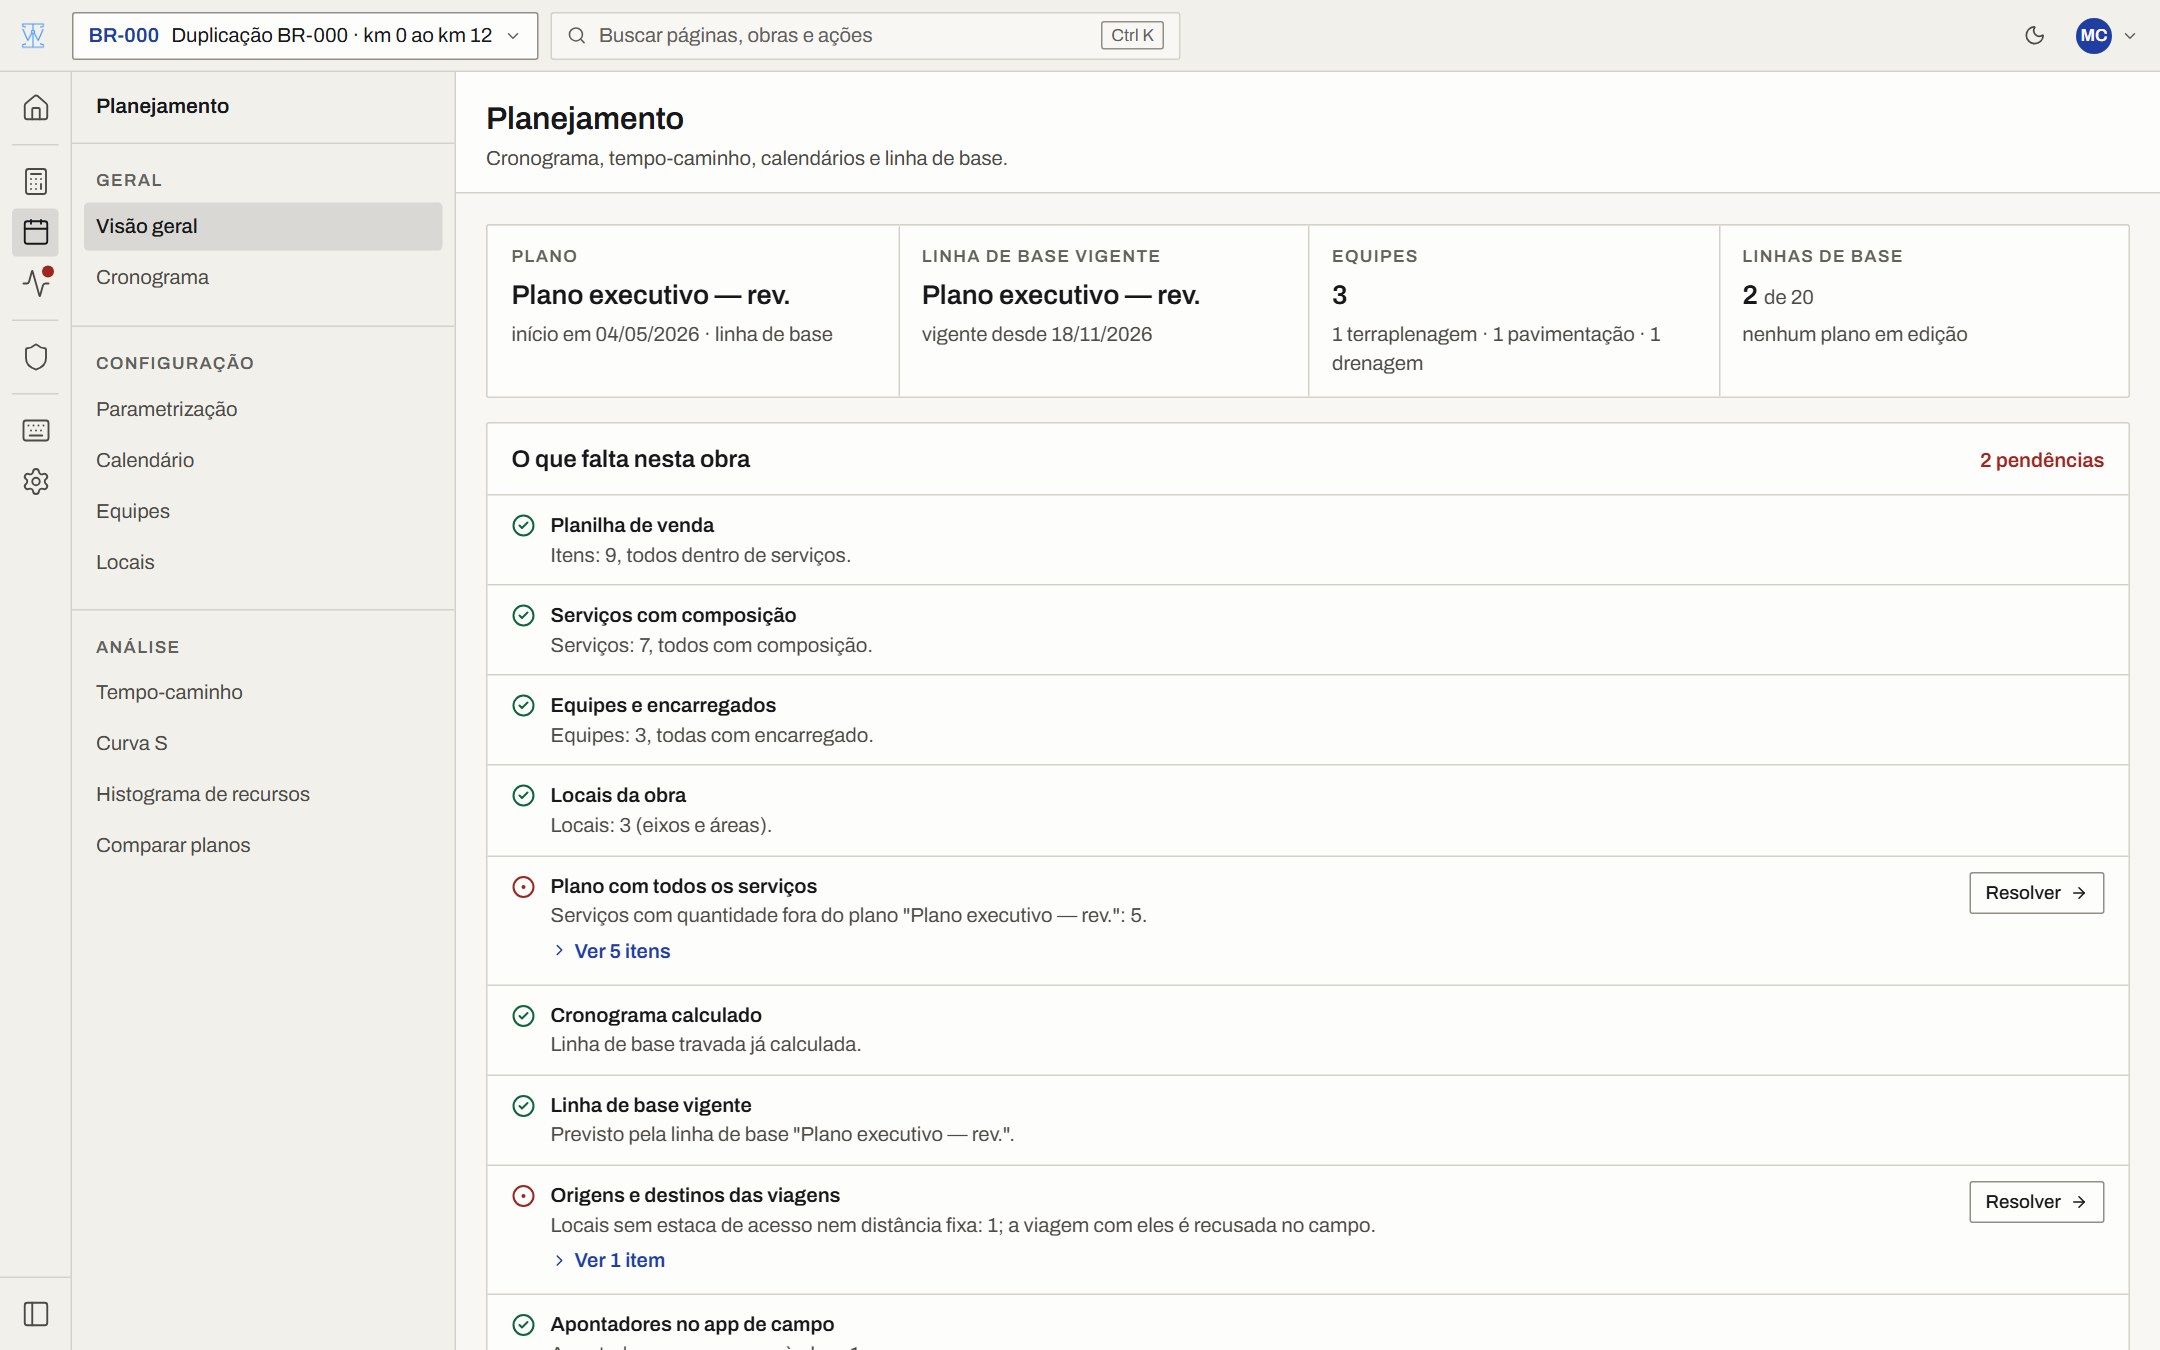 BR-000 Duplicação BR-000 · km 0 ao km 12
Buscar páginas, obras e ações
Ctrl K
MC
Planejamento
GERAL
Visão geral
Cronograma
CONFIGURAÇÃO
Parametrização
Calendário
Equipes
Locais
ANÁLISE
Tempo-caminho
Curva S
Histograma de recursos
Comparar planos
Planejamento
Cronograma, tempo-caminho, calendários e linha de base.
PLANO
Plano executivo — rev.
início em 04/05/2026 · linha de base
LINHA DE BASE VIGENTE
Plano executivo — rev.
vigente desde 18/11/2026
EQUIPES
3
1 terraplenagem · 1 pavimentação · 1
drenagem
LINHAS DE BASE
2 de 20
nenhum plano em edição
O que falta nesta obra
2 pendências
Planilha de venda
Itens: 9, todos dentro de serviços.
Serviços com composição
Serviços: 7, todos com composição.
Equipes e encarregados
Equipes: 3, todas com encarregado.
Locais da obra
Locais: 3 (eixos e áreas).
Plano com todos os serviços
Serviços com quantidade fora do plano "Plano executivo — rev.": 5.
Ver 5 itens
Resolver
Cronograma calculado
Linha de base travada já calculada.
Linha de base vigente
Previsto pela linha de base "Plano executivo — rev.".
Origens e destinos das viagens
Locais sem estaca de acesso nem distância fixa: 1; a viagem com eles é recusada no campo.
Ver 1 item
Resolver
Apontadores no app de campo